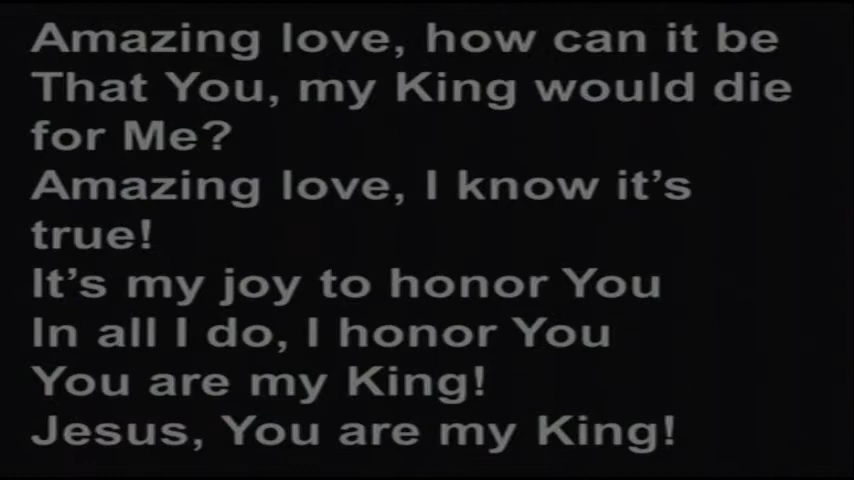 Amazing love, how can it be
That You, my King would die
for Me?
Amazing love, I know it's
true!
It's my joy to honor You
In all I do, I honor You
You are my King!
Jesus, You are my King!